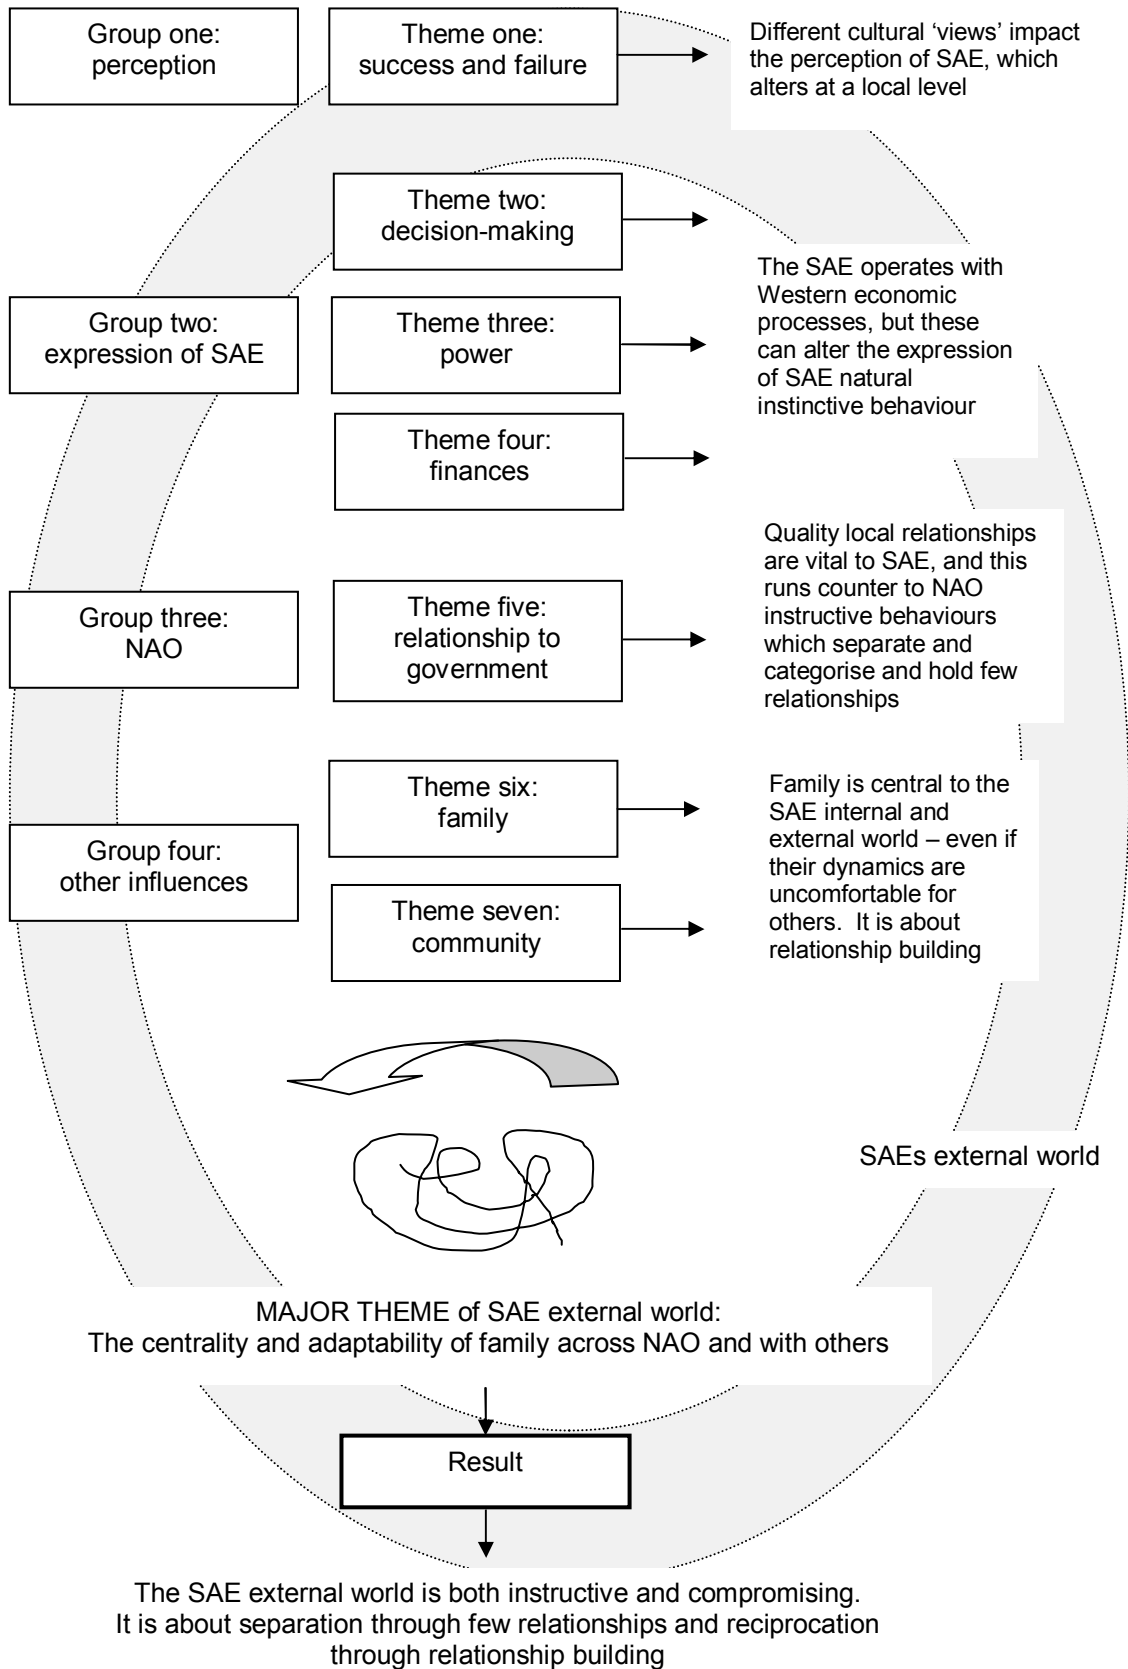 Group one:
perception
Theme one:
success and failure
Different cultural ‘views’ impact
the perception of SAE, which
alters at a local level
Theme two:
decision-making
Group two:
expression of SAE
Theme three:
power
The SAE operates with
Western economic
processes, but these
can alter the expression
of SAE natural
instinctive behaviour
Theme four:
finances
Group three:
NAO
Theme five:
relationship to
government
Quality local relationships
are vital to SAE, and this
runs counter to NAO
instructive behaviours
which separate and
categorise and hold few
relationships
Group four:
other influences
Theme six:
family
Theme seven:
community
Family is central to the
SAE internal and
external world – even if
their dynamics are
uncomfortable for
others.  It is about
relationship building
SAEs external world
MAJOR THEME of SAE external world:
The centrality and adaptability of family across NAO and with others
Result
The SAE external world is both instructive and compromising.
It is about separation through few relationships and reciprocation
through relationship building